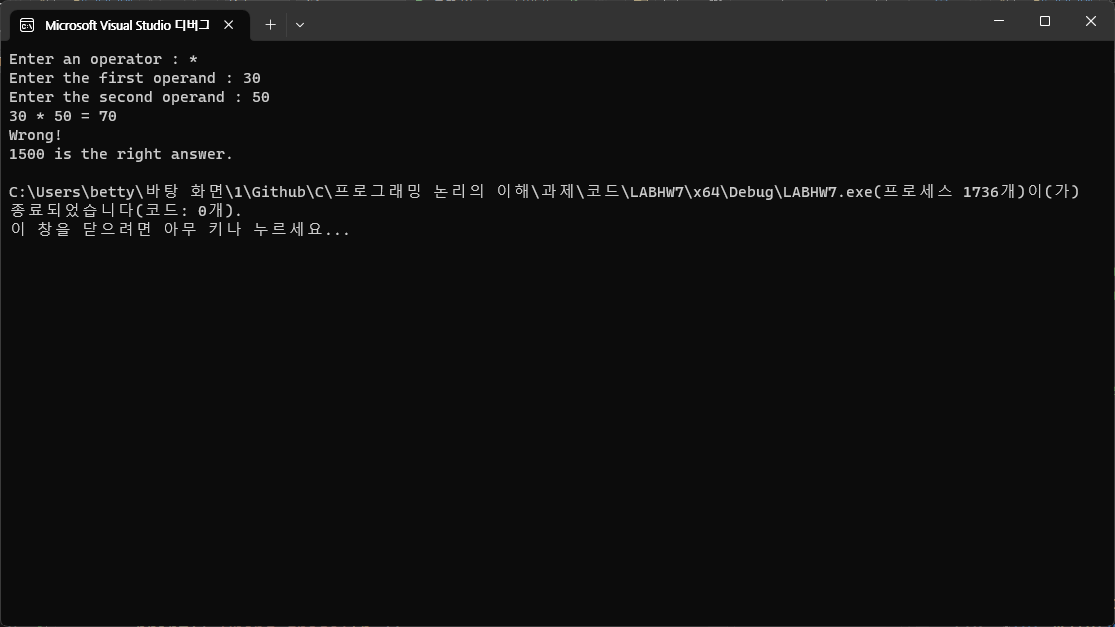 Microsoft Visual Studio 디버그
Enter an operator : *
Enter the first operand : 30
Enter the second operand : 50
30 * 50 = 70
Wrong!
1500 is the right answer.
C:\Users\betty\바탕 화면\1\Github\C\프로그래밍 논리의 이해\과제\코드\LABHW7\x64\Debug\LABHW7.exe(프로세스 1736개)이(가)
종료되었습니다(코드: 0개).
이 창을 닫으려면 아무 키나 누르세요...